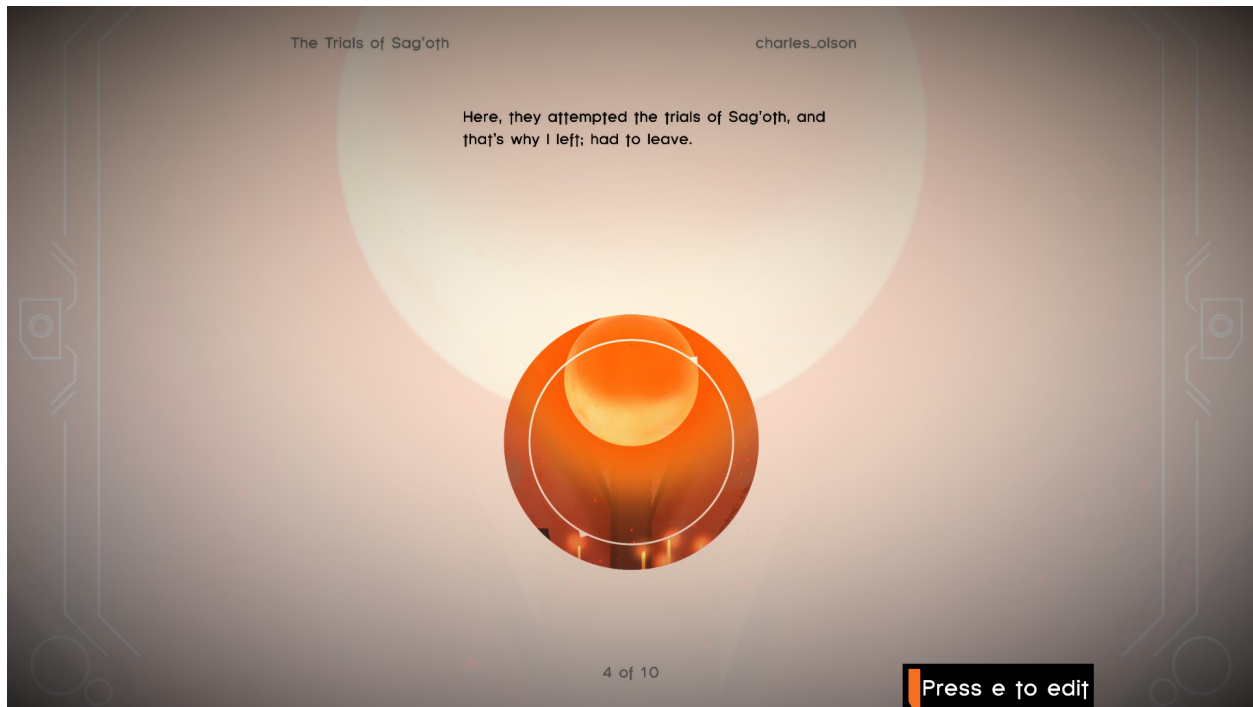 The Trials of Sag'oth
charles_olson
Here, they attempted the trials of Sag'oth, and
that's why I left; had to leave.
4 of 10
Press e to edit